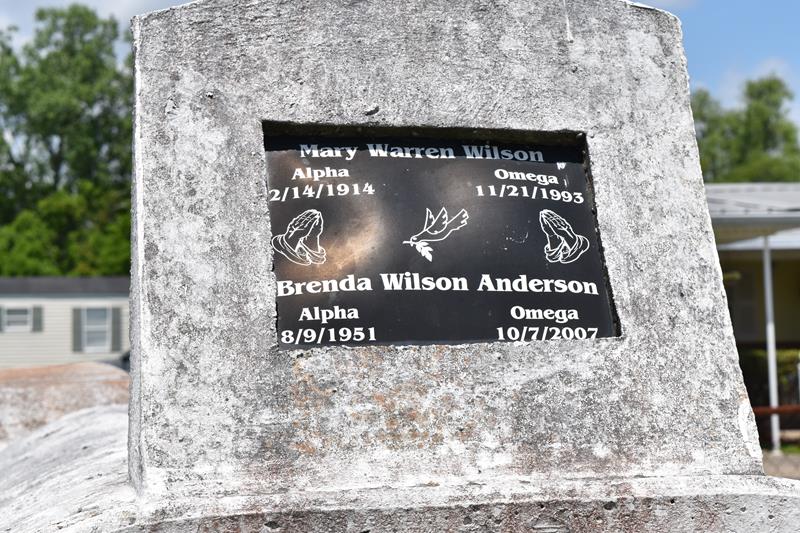 Mary Warren Wilson
Alpha Omega
2/14/1914 11/21/1993
Brenda Wilson Anderson
Alpha Omega
8/9/1951 10/7/2007